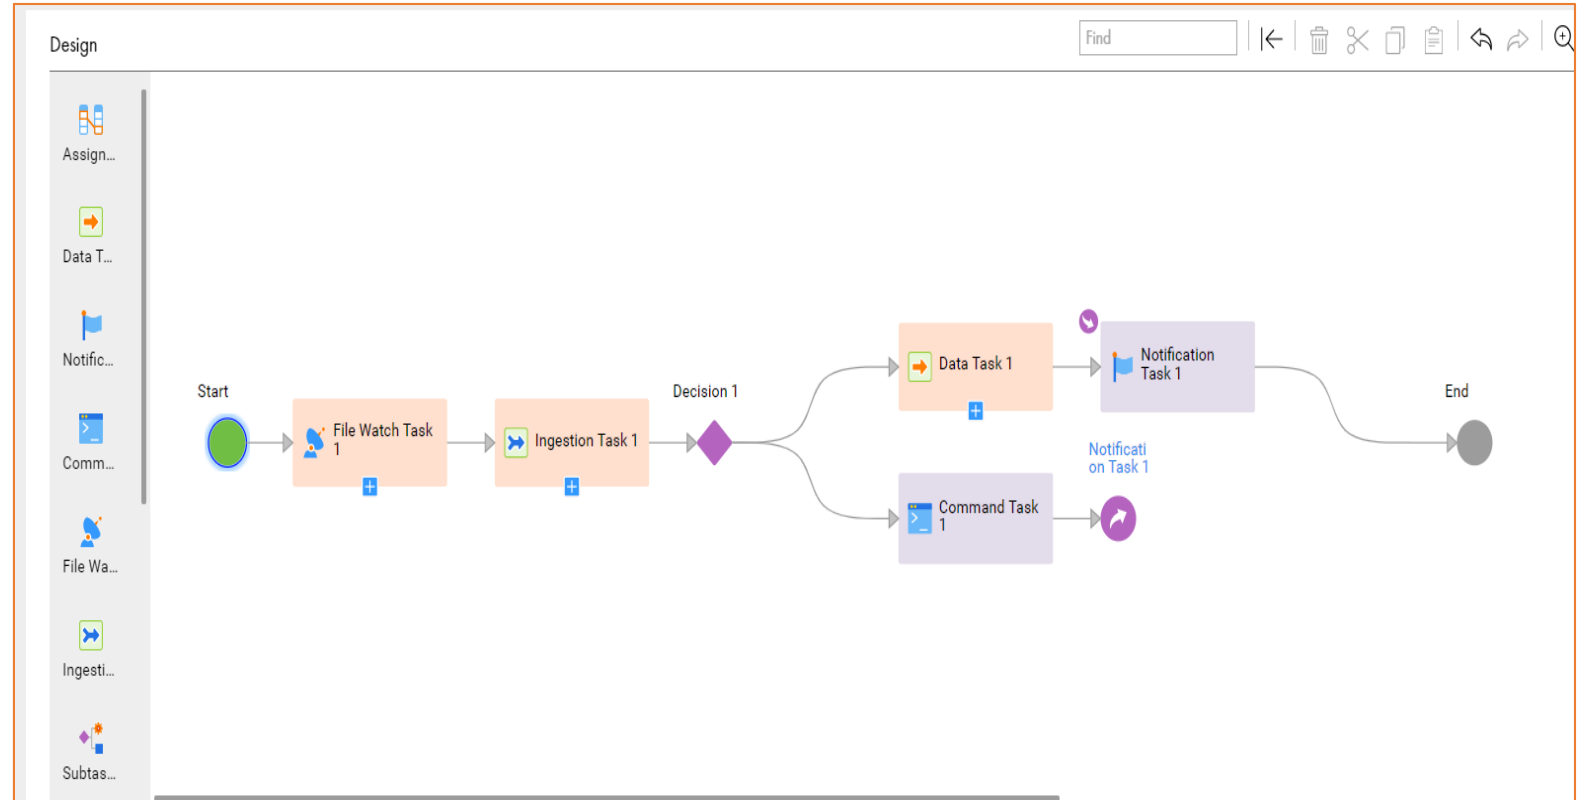 Design
Find
Assign...
Data T...
Notific...
Comm...
File Wa...
Ingesti...
Subtas...
Start
File Watch Task
1
Ingestion Task 1
Decision 1
Data Task 1
Notification
Task 1
Command Task
1
Notificati
on Task 1
End